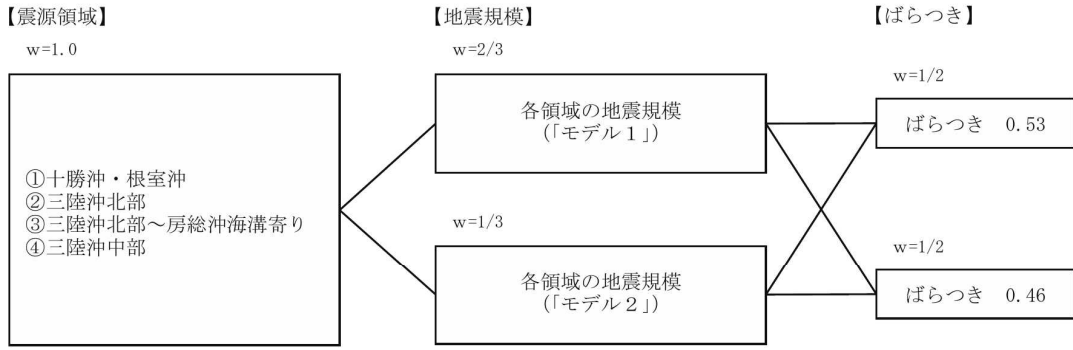 【震源領域】
w=1.0
①十勝沖・根室沖
②三陸沖北部
③三陸沖北部～房総沖海溝寄り
④三陸沖中部
【地震規模】
w=2/3
各領域の地震規模
（「モデル１」）
w=1/3
各領域の地震規模
（「モデル２」）
【ばらつき】
w=1/2
ばらつき　0.53
w=1/2
ばらつき　0.46